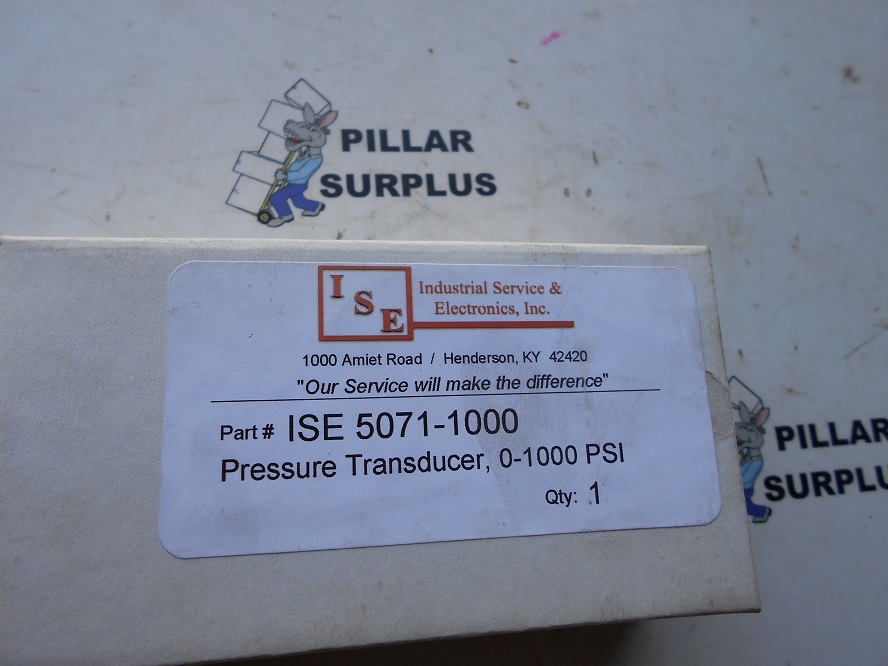 PILLAR
SURPLUS
I S E
Industrial Service &
Electronics, Inc.
1000 Amiet Road / Henderson, KY 42420
"Our Service will make the difference"
Part # ISE 5071-1000
Pressure Transducer, 0-1000 PSI
Qty: 1
PILLAR
SURPLU